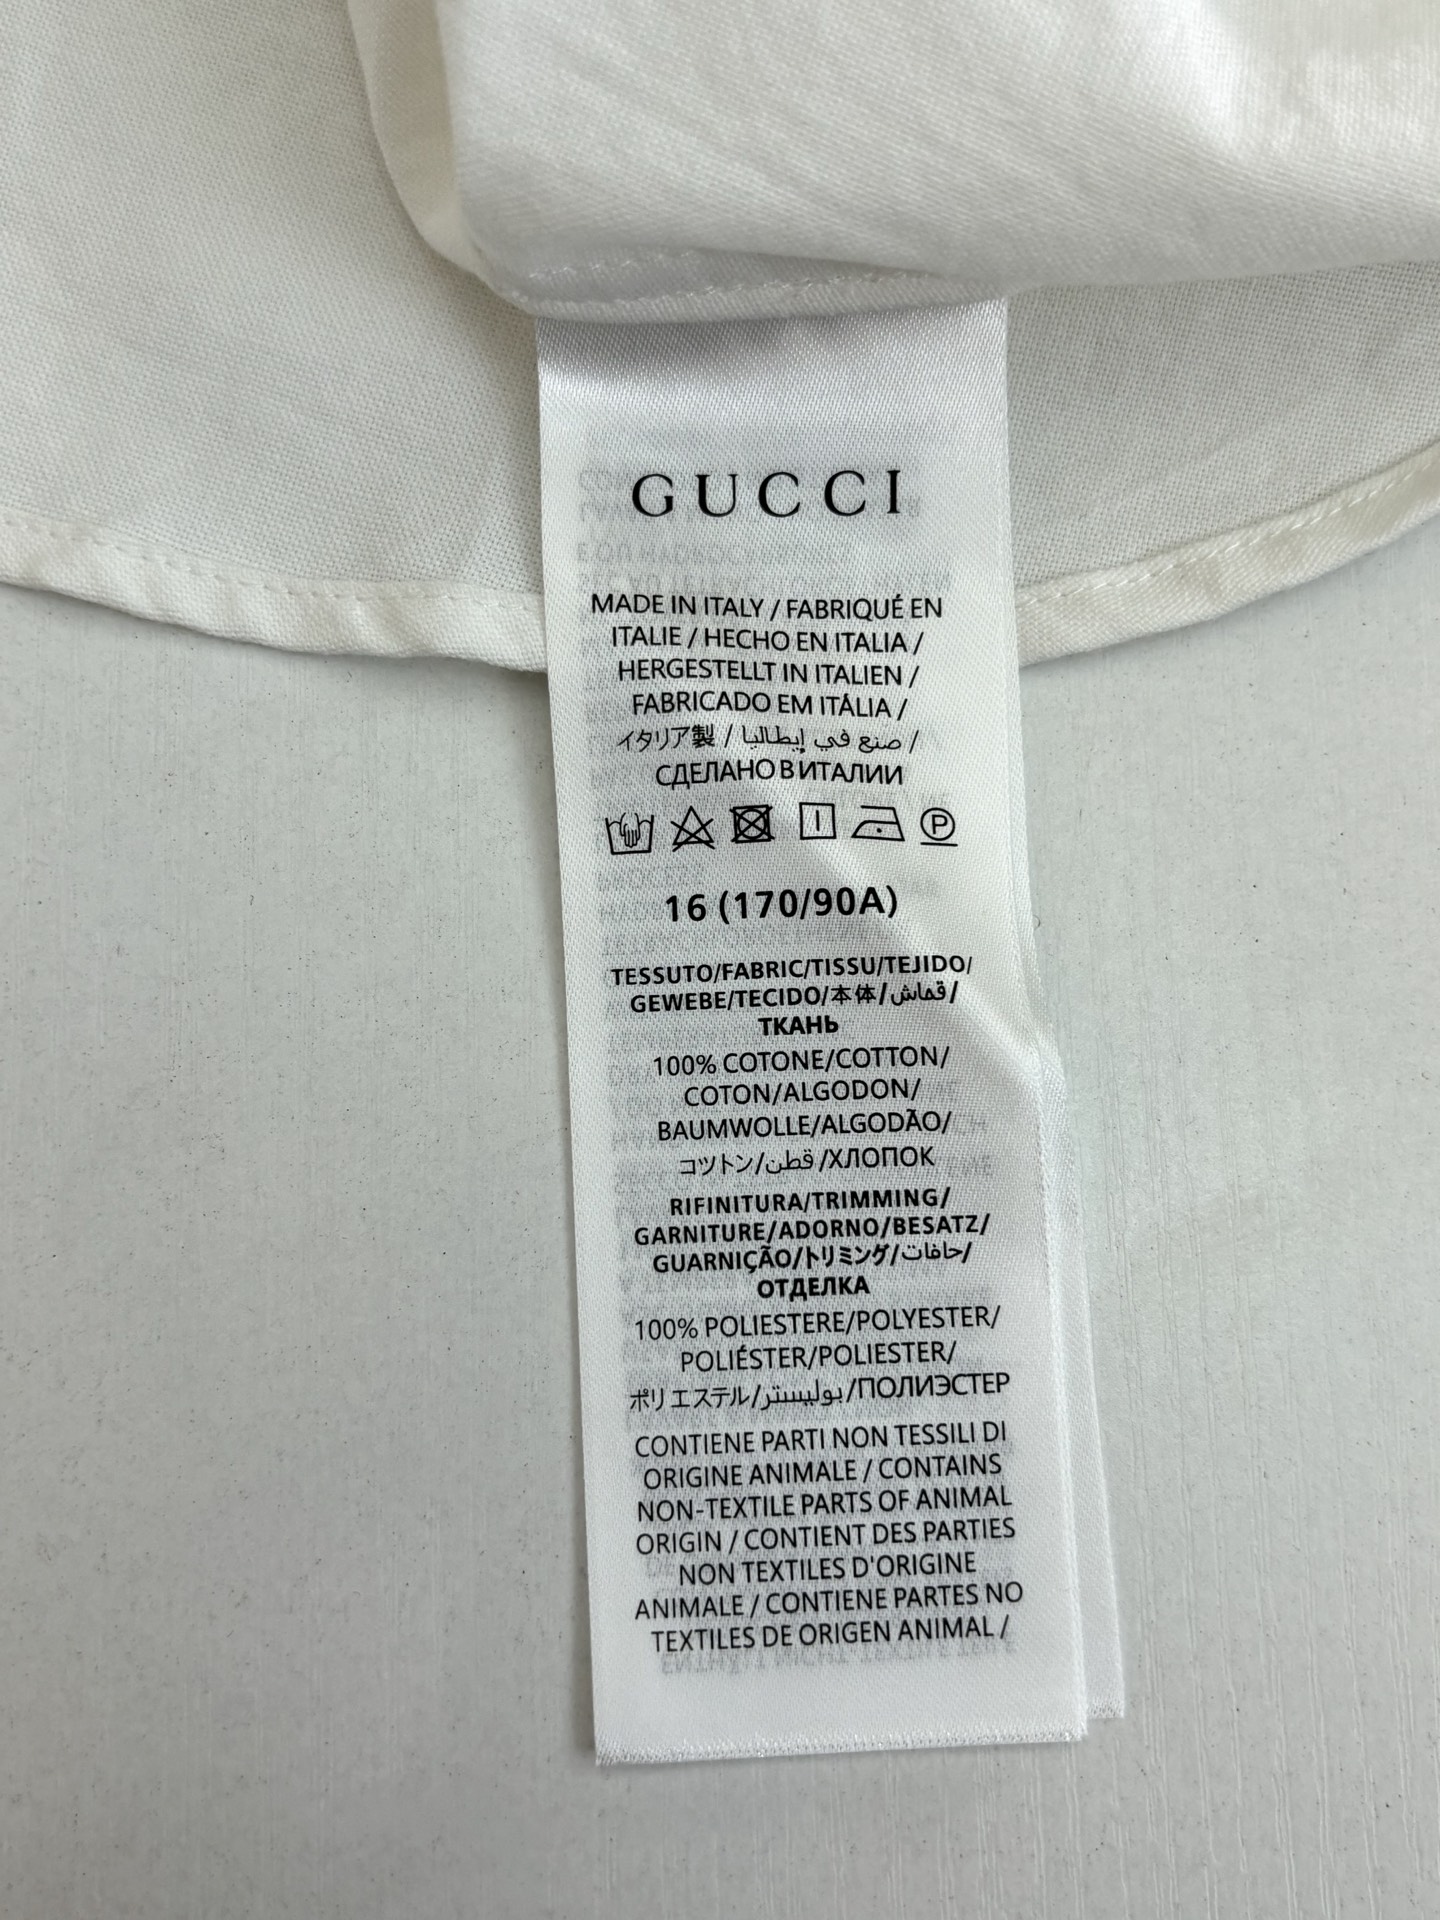 GUCCI
MADE IN ITALY / FABRIQUÉ EN
ITALIE / HECHO EN ITALIA /
HERGESTELLT IN ITALIEN /
FABRICADO EM ITÁLIA /
イタリア製 / صنع في إيطاليا /
СДЕЛАНО В ИТАЛИИ
P
16 (170/90A)
TESSUTO/FABRIC/TISSU/TEJIDO/
GEWEBE/TECIDO/本体/قماش/
ТКАНЬ
100% COTONE/COTTON/
COTON/ALGODON/
BAUMWOLLE/ALGODÃO/
コットン/قطن/ХЛОПОК
RIFINITURA/TRIMMING/
GARNITURE/ADORNO/BESATZ/
GUARNIÇÃO/トリミング/حافات/
ОТДЕЛКА
100% POLIESTERE/POLYESTER/
POLIÉSTER/POLIESTER/
ポリエステル/بوليستر/ПОЛИЭСТЕР
CONTIENE PARTI NON TESSILI DI
ORIGINE ANIMALE / CONTAINS
NON-TEXTILE PARTS OF ANIMAL
ORIGIN / CONTIENT DES PARTIES
NON TEXTILES D'ORIGINE
ANIMALE / CONTIENE PARTES NO
TEXTILES DE ORIGEN ANIMAL /